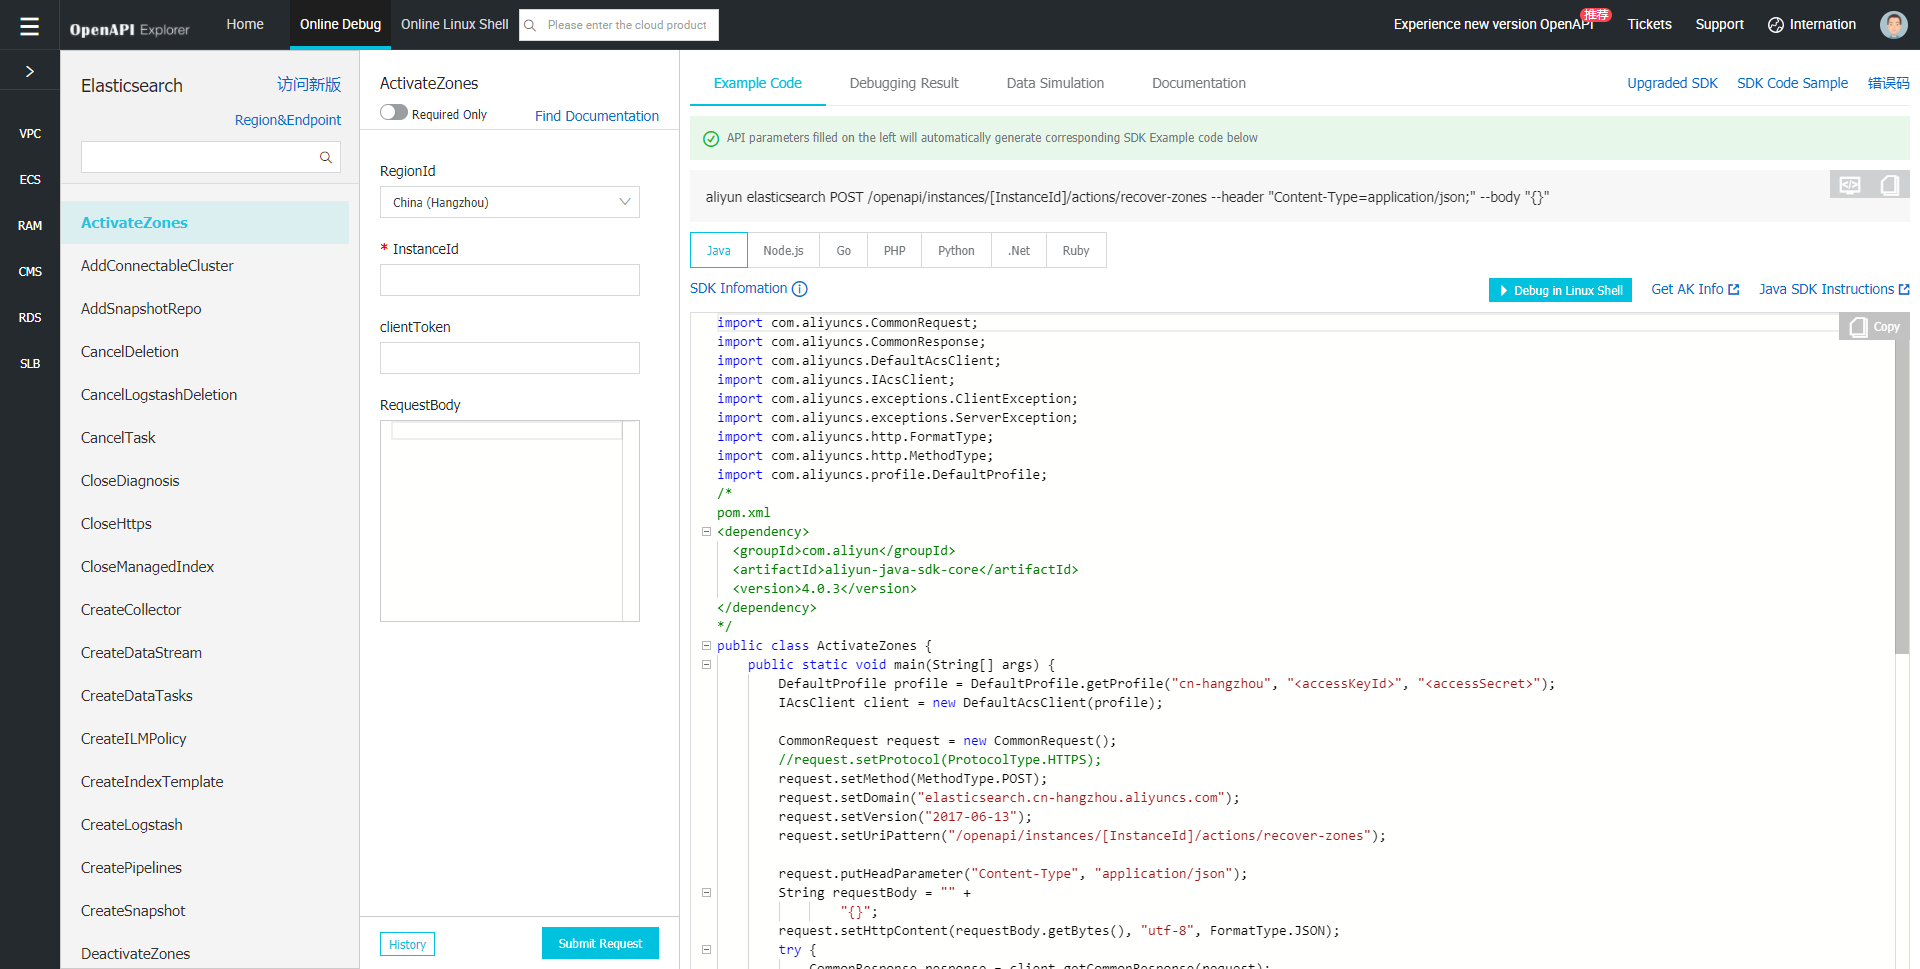 OpenAPI Explorer
Home
Online Debug
Online Linux Shell
Please enter the cloud product
Experience new version OpenAPI
推荐
Tickets
Support
Internation
VPC
ECS
RAM
CMS
RDS
SLB
Elasticsearch
访问新版
Region&Endpoint
ActivateZones
AddConnectableCluster
AddSnapshotRepo
CancelDeletion
CancelLogstashDeletion
CancelTask
CloseDiagnosis
CloseHttps
CloseManagedIndex
CreateCollector
CreateDataStream
CreateDataTasks
CreateILMPolicy
CreateIndexTemplate
CreateLogstash
CreatePipelines
CreateSnapshot
DeactivateZones
ActivateZones
Required Only
Find Documentation
RegionId
China (Hangzhou)
* InstanceId
clientToken
RequestBody
History
Submit Request
Example Code
Debugging Result
Data Simulation
Documentation
Upgraded SDK
SDK Code Sample
错误码
API parameters filled on the left will automatically generate corresponding SDK Example code below
aliyun elasticsearch POST /openapi/instances/[InstanceId]/actions/recover-zones --header "Content-Type=application/json;" --body "{}"
Java
Node.js
Go
PHP
Python
.Net
Ruby
SDK Infomation
Debug in Linux Shell
Get AK Info
Java SDK Instructions
Copy
import com.aliyuncs.CommonRequest;
import com.aliyuncs.CommonResponse;
import com.aliyuncs.DefaultAcsClient;
import com.aliyuncs.IAcsClient;
import com.aliyuncs.exceptions.ClientException;
import com.aliyuncs.exceptions.ServerException;
import com.aliyuncs.http.FormatType;
import com.aliyuncs.http.MethodType;
import com.aliyuncs.profile.DefaultProfile;
/*
pom.xml
<dependency>
  <groupId>com.aliyun</groupId>
  <artifactId>aliyun-java-sdk-core</artifactId>
  <version>4.0.3</version>
</dependency>
*/
public class ActivateZones {
    public static void main(String[] args) {
        DefaultProfile profile = DefaultProfile.getProfile("cn-hangzhou", "<accessKeyId>", "<accessSecret>");
        IAcsClient client = new DefaultAcsClient(profile);
        CommonRequest request = new CommonRequest();
        //request.setProtocol(ProtocolType.HTTPS);
        request.setMethod(MethodType.POST);
        request.setDomain("elasticsearch.cn-hangzhou.aliyuncs.com");
        request.setVersion("2017-06-13");
        request.setUriPattern("/openapi/instances/[InstanceId]/actions/recover-zones");
        request.putHeadParameter("Content-Type", "application/json");
        String requestBody = "" +
                "{}";
        request.setHttpContent(requestBody.getBytes(), "utf-8", FormatType.JSON);
        try {
            CommonResponse response = client.getCommonResponse(request);